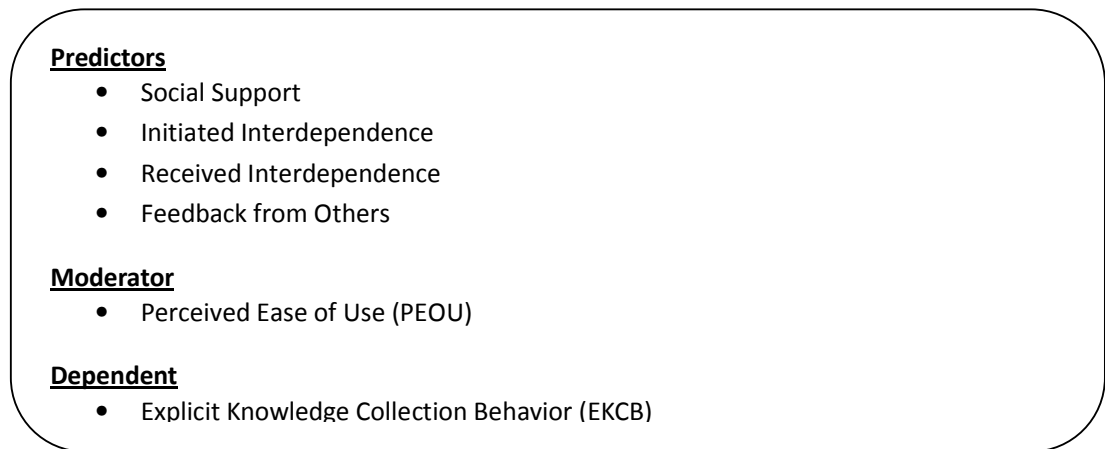 Predictors
• Social Support
• Initiated Interdependence
• Received Interdependence
• Feedback from Others
Moderator
• Perceived Ease of Use (PEOU)
Dependent
• Explicit Knowledge Collection Behavior (EKCB)